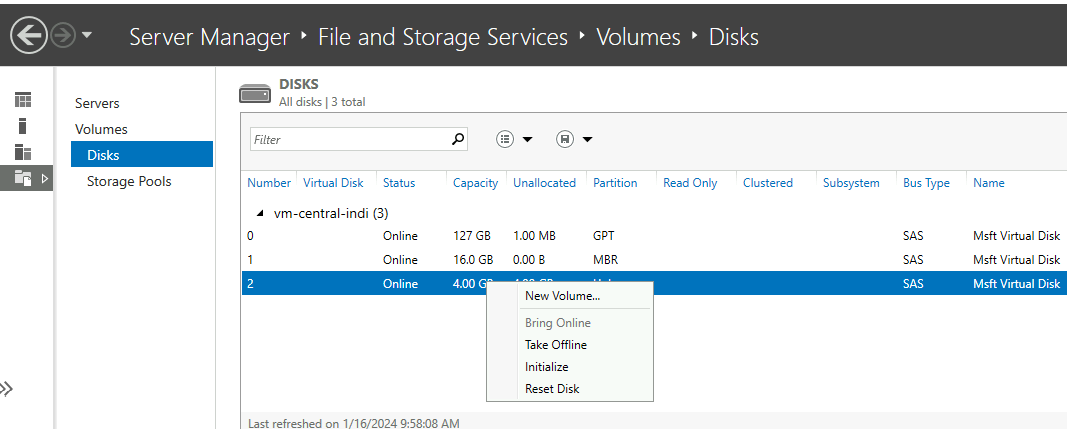 Server Manager ‣ File and Storage Services ‣ Volumes ‣ Disks
Servers
Volumes
Disks
Storage Pools
DISKS
All disks | 3 total
Filter
Number Virtual Disk Status Capacity Unallocated Partition Read Only Clustered Subsystem Bus Type Name
vm-central-indi (3)
0 Online 127 GB 1.00 MB GPT SAS Msft Virtual Disk
1 Online 16.0 GB 0.00 B MBR SAS Msft Virtual Disk
2 Online 4.00 GB SAS Msft Virtual Disk
New Volume...
Bring Online
Take Offline
Initialize
Reset Disk
Last refreshed on 1/16/2024 9:58:08 AM